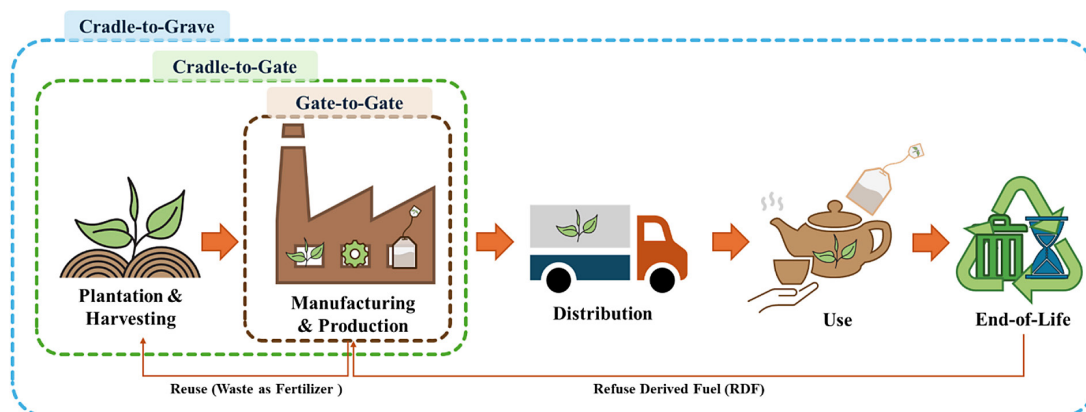 Cradle-to-Grave
Cradle-to-Gate
Gate-to-Gate
Plantation &
Harvesting
Manufacturing
& Production
Distribution
Use
End-of-Life
Reuse (Waste as Fertilizer )
Refuse Derived Fuel (RDF)